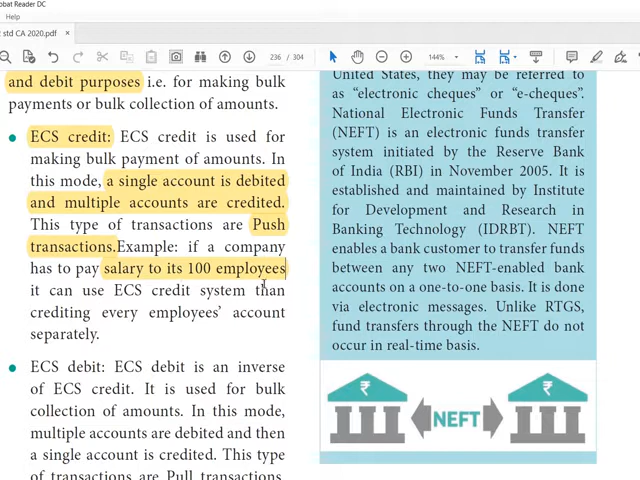 obat Reader DC
Help
std CA 2020.pdf ×
236 / 304
144%
and debit purposes i.e. for making bulk
payments or bulk collection of amounts.
ECS credit: ECS credit is used for
making bulk payment of amounts. In
this mode, a single account is debited
and multiple accounts are credited.
This type of transactions are Push
transactions.Example: if a company
has to pay salary to its 100 employees
it can use ECS credit system than
crediting every employees’ account
separately.
ECS debit: ECS debit is an inverse
of ECS credit. It is used for bulk
collection of amounts. In this mode,
multiple accounts are debited and then
a single account is credited. This type
of transactions are Pull transactions.
United States, they may be referred to
as “electronic cheques” or “e-cheques”.
National Electronic Funds Transfer
(NEFT) is an electronic funds transfer
system initiated by the Reserve Bank
of India (RBI) in November 2005. It is
established and maintained by Institute
for Development and Research in
Banking Technology (IDRBT). NEFT
enables a bank customer to transfer funds
between any two NEFT-enabled bank
accounts on a one-to-one basis. It is done
via electronic messages. Unlike RTGS,
fund transfers through the NEFT do not
occur in real-time basis.
₹ NEFT ₹